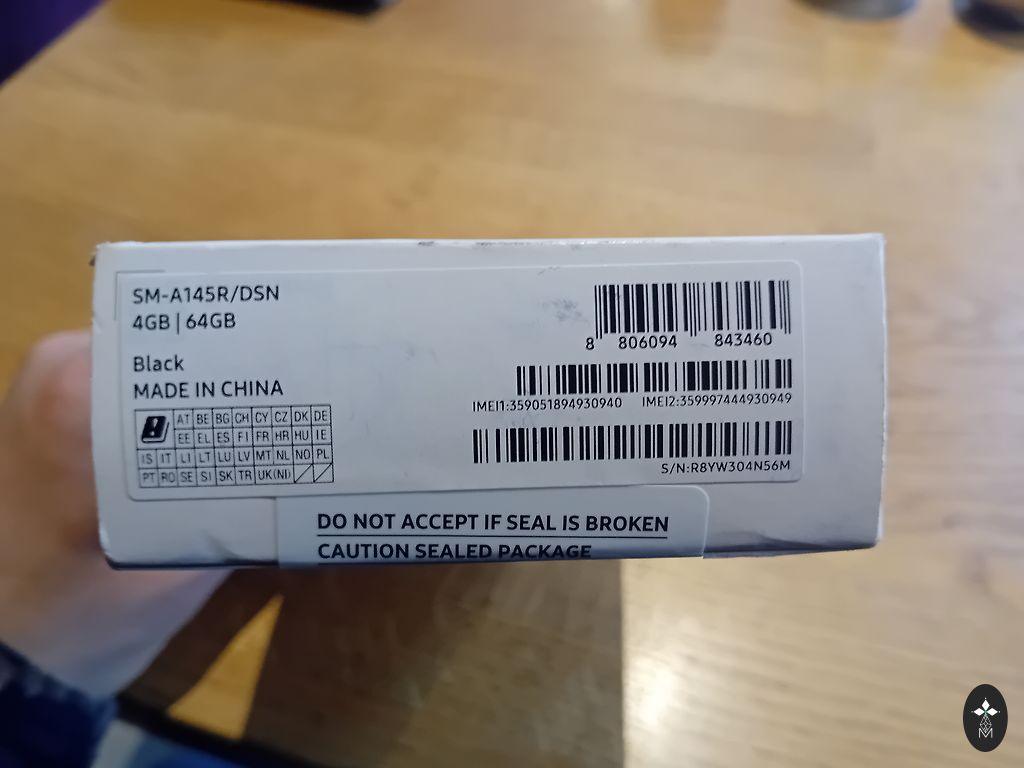 SM-A145R/DSN
4GB | 64GB
Black
MADE IN CHINA
AT BE BG CH CY CZ DK DE
EE EL ES FI FR HR HU IE
IS IT LI LT LU LV MT NL NO PL
PT RO SE SI SK TR UK(NI)
8 806094 843460
IMEI1:359051894930940 IMEI2:359997444930949
S/N:R8YW304N56M
DO NOT ACCEPT IF SEAL IS BROKEN
CAUTION SEALED PACKAGE